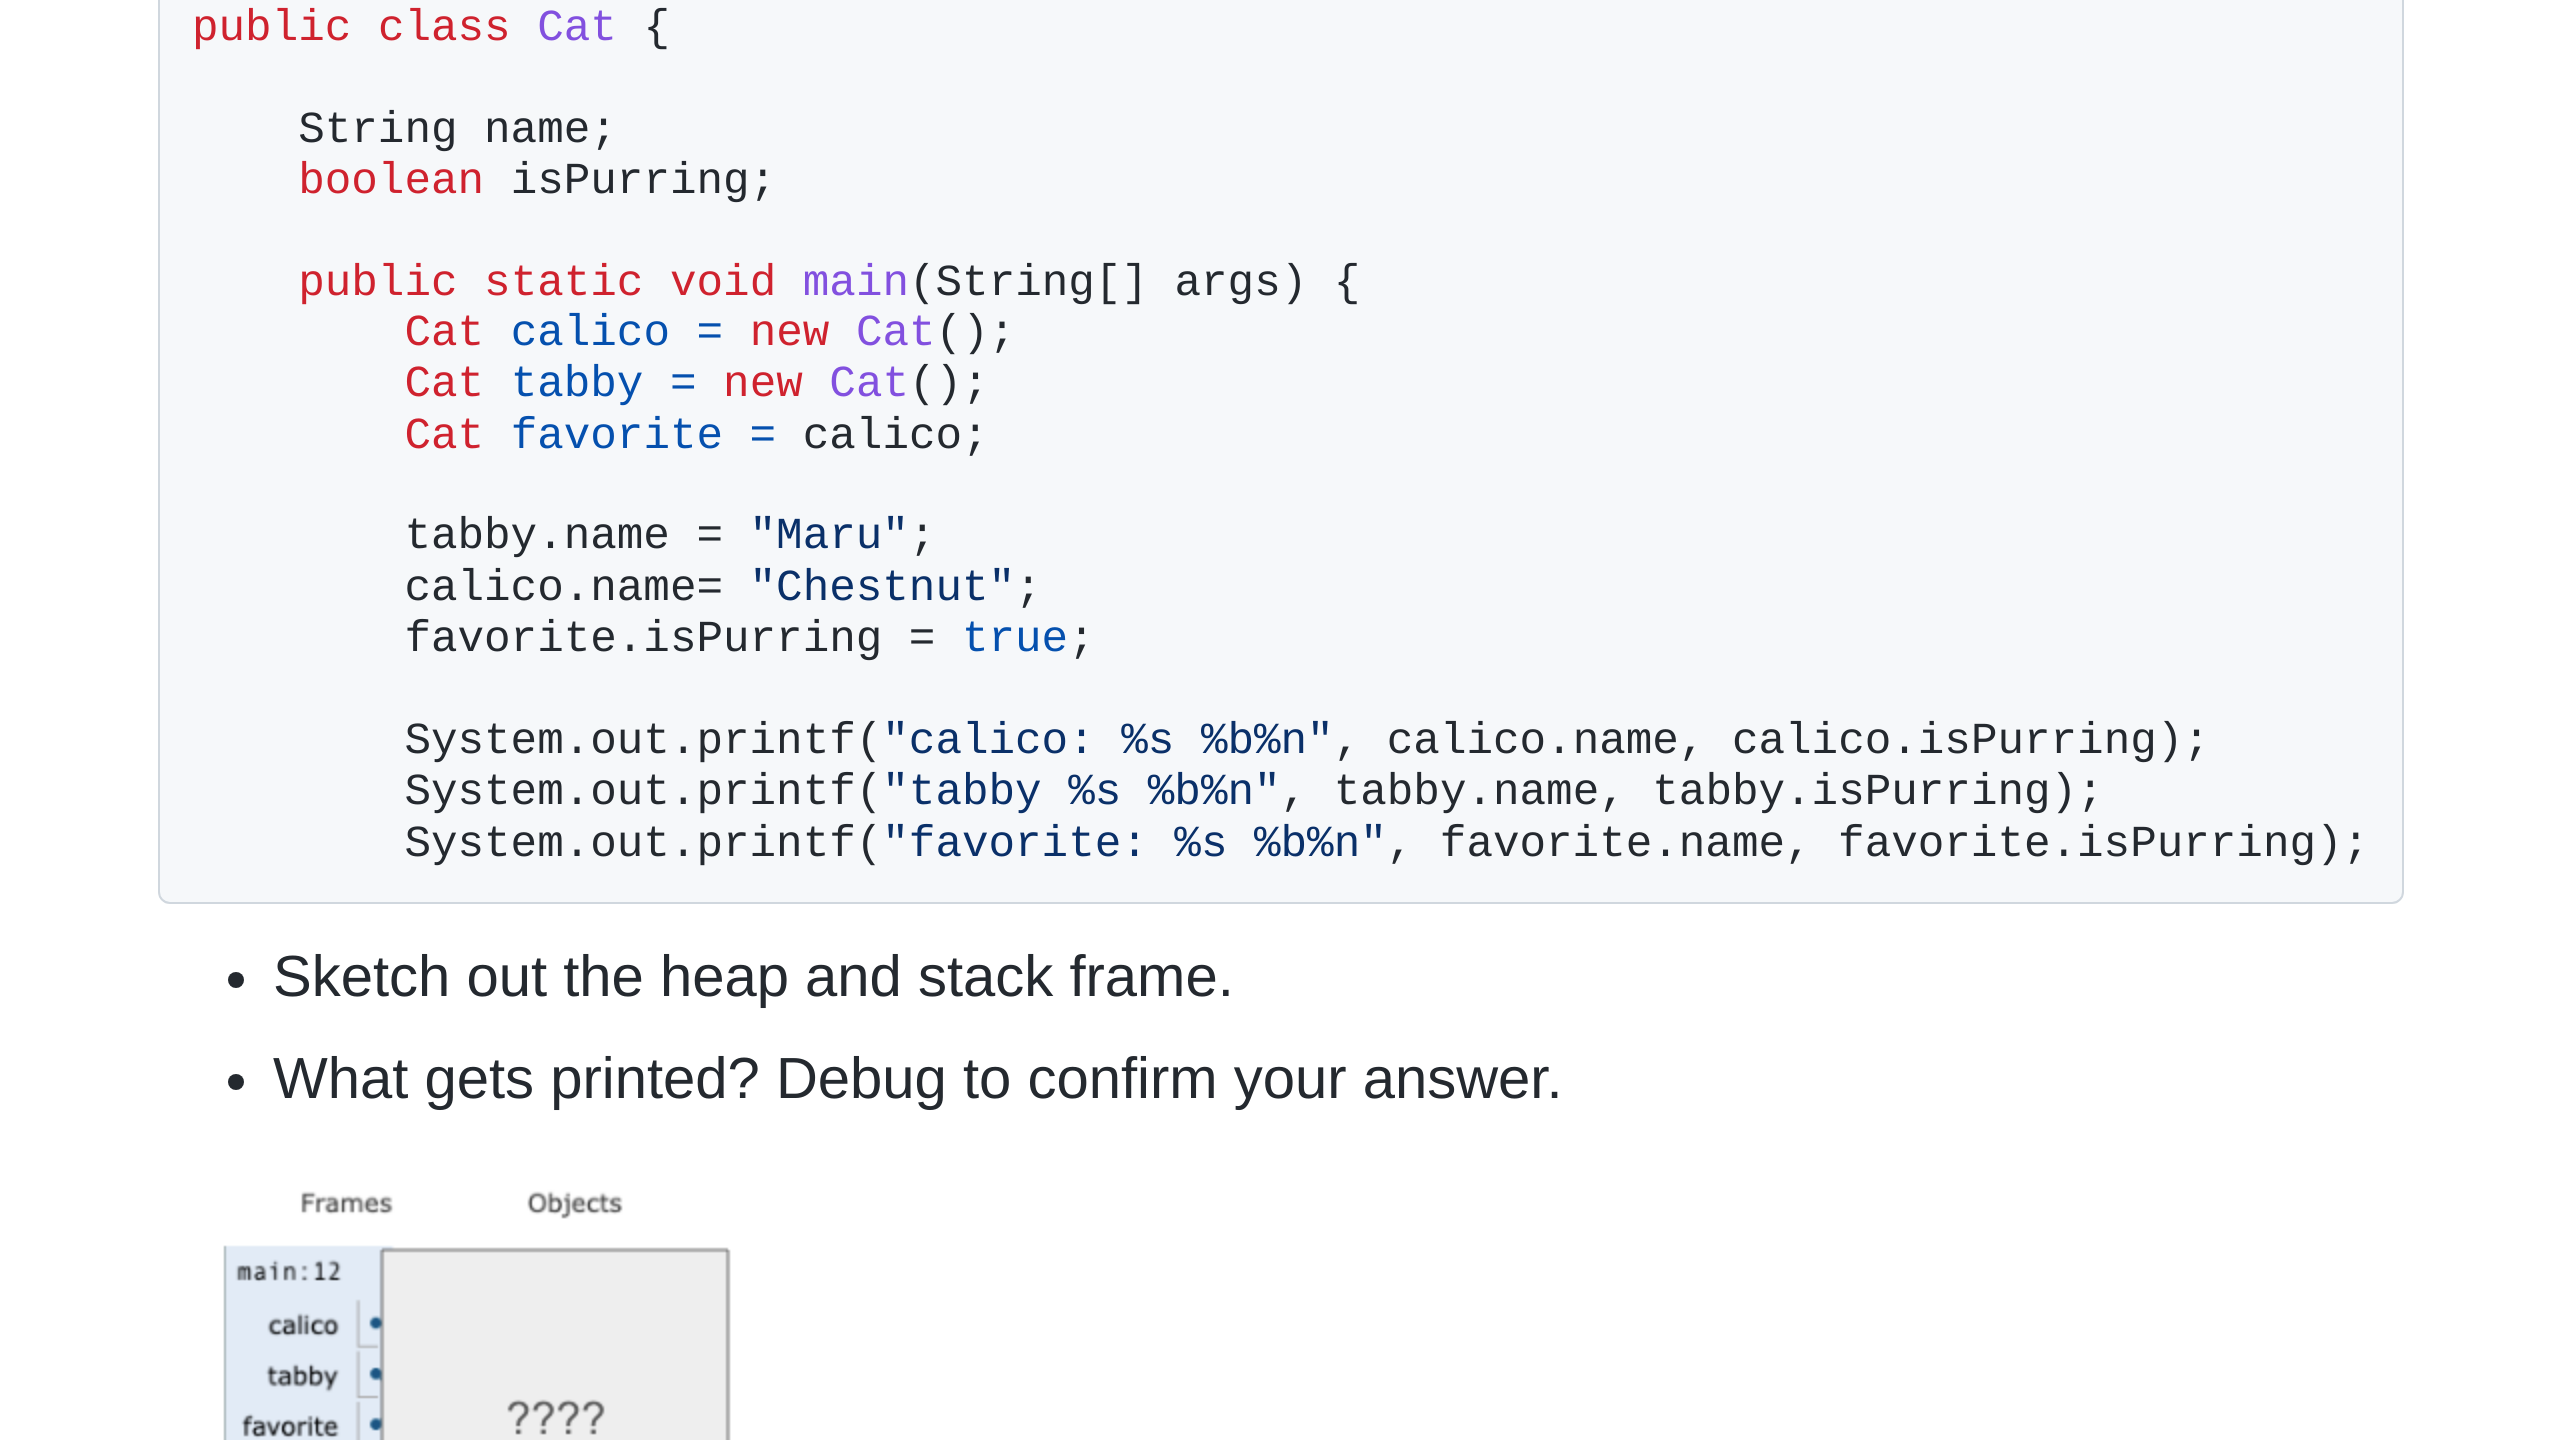 public class Cat {
String name;
boolean isPurring;
public static void main(String[] args) {
Cat calico = new Cat();
Cat tabby = new Cat();
Cat favorite = calico;
tabby.name = "Maru";
calico.name= "Chestnut";
favorite.isPurring = true;
System.out.printf("calico: %s %b%n", calico.name, calico.isPurring);
System.out.printf("tabby %s %b%n", tabby.name, tabby.isPurring);
System.out.printf("favorite: %s %b%n", favorite.name, favorite.isPurring);
• Sketch out the heap and stack frame.
• What gets printed? Debug to confirm your answer.
Frames Objects
main:12
calico
tabby
favorite
????